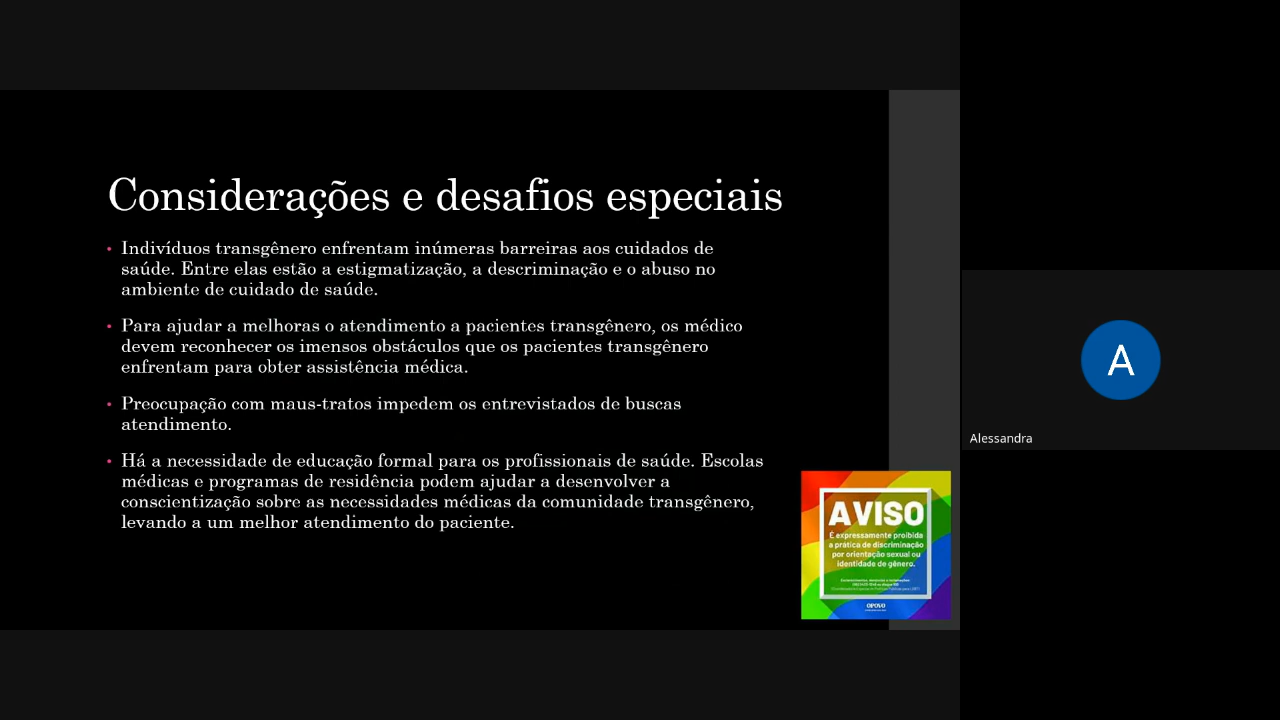 Considerações e desafios especiais
• Indivíduos transgênero enfrentam inúmeras barreiras aos cuidados de
saúde. Entre elas estão a estigmatização, a descriminação e o abuso no
ambiente de cuidado de saúde.
• Para ajudar a melhoras o atendimento a pacientes transgênero, os médico
devem reconhecer os imensos obstáculos que os pacientes transgênero
enfrentam para obter assistência médica.
• Preocupação com maus-tratos impedem os entrevistados de buscas
atendimento.
• Há a necessidade de educação formal para os profissionais de saúde. Escolas
médicas e programas de residência podem ajudar a desenvolver a
conscientização sobre as necessidades médicas da comunidade transgênero,
levando a um melhor atendimento do paciente.
AVISO
É expressamente proibida
a prática de discriminação
por orientação sexual ou
identidade de gênero.
OPOVO
A
Alessandra